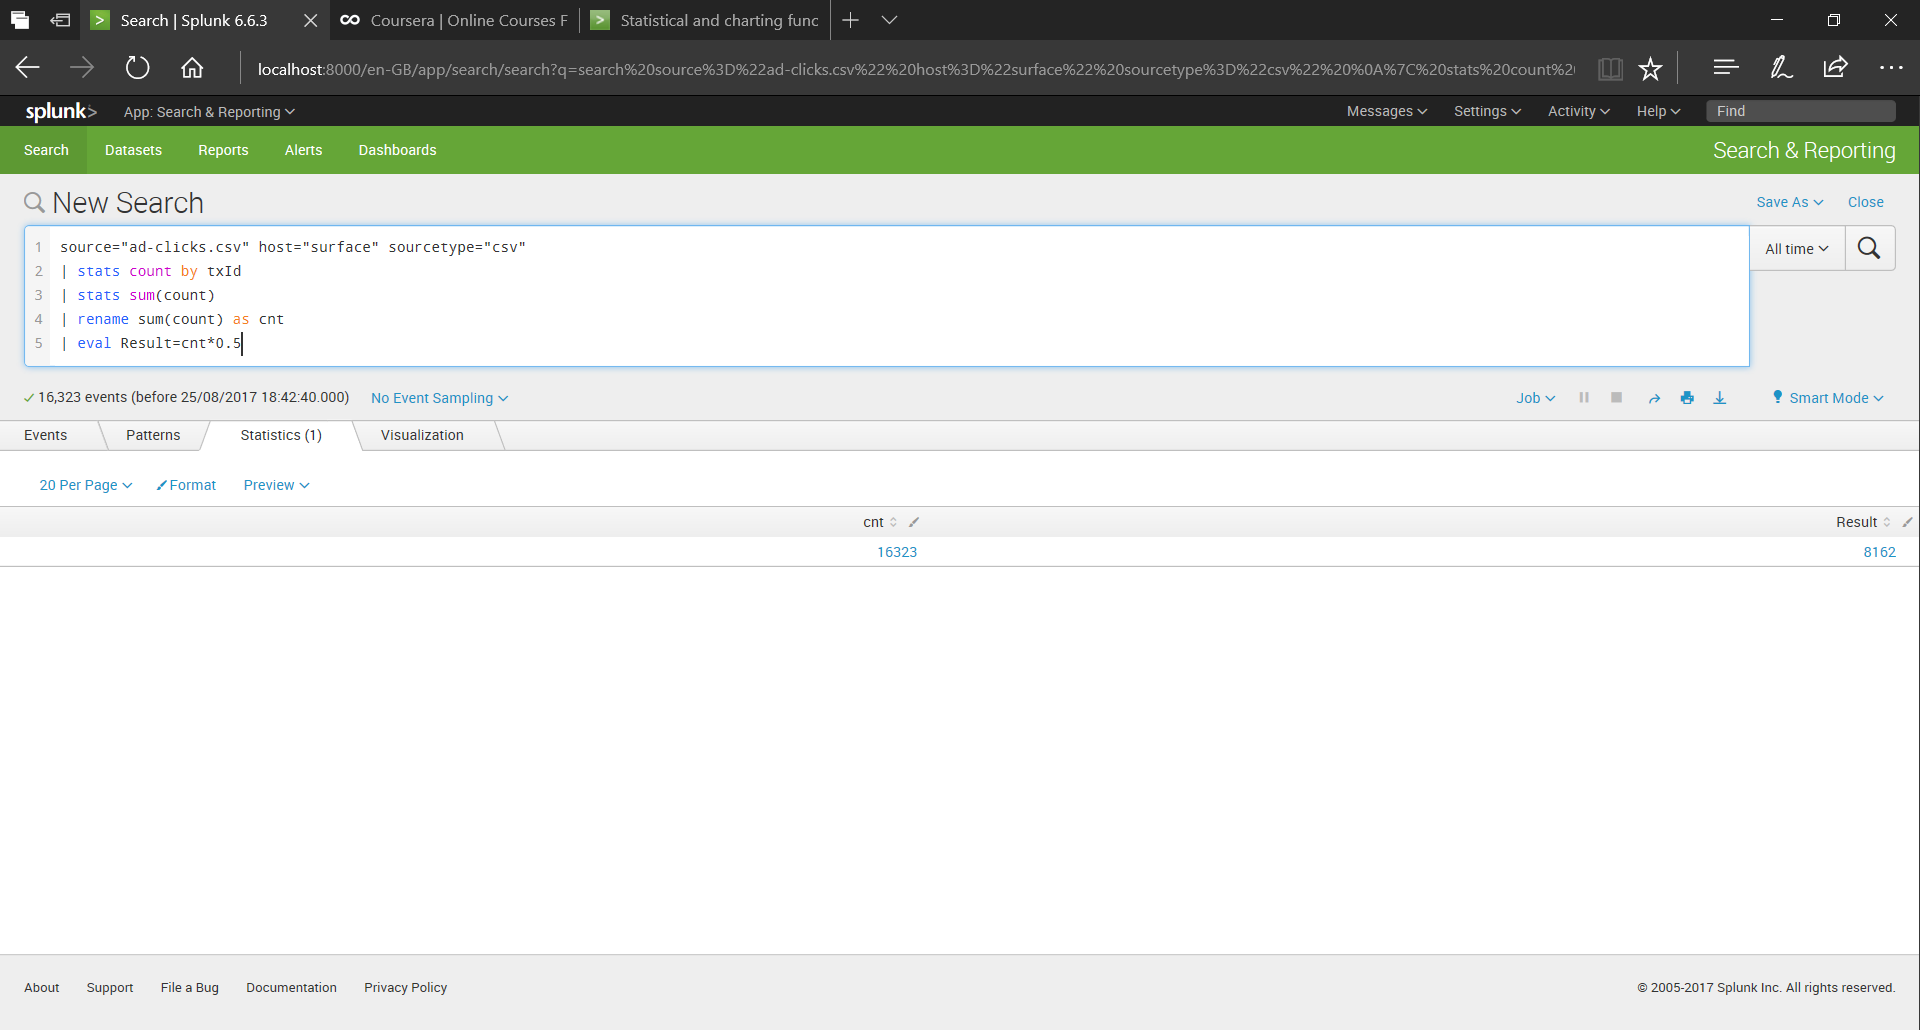 Search | Splunk 6.6.3
Coursera | Online Courses F
Statistical and charting func
localhost:8000/en-GB/app/search/search?q=search%20source%3D%22ad-clicks.csv%22%20host%3D%22surface%22%20sourcetype%3D%22csv%22%20%0A%7C%20stats%20count%2
splunk>
App: Search & Reporting
Messages
Settings
Activity
Help
Find
Search
Datasets
Reports
Alerts
Dashboards
Search & Reporting
New Search
Save As
Close
1 source="ad-clicks.csv" host="surface" sourcetype="csv"
2 | stats count by txId
3 | stats sum(count)
4 | rename sum(count) as cnt
5 | eval Result=cnt*0.5
All time
16,323 events (before 25/08/2017 18:42:40.000)
No Event Sampling
Job
Smart Mode
Events
Patterns
Statistics (1)
Visualization
20 Per Page
Format
Preview
cnt
Result
16323
8162
About
Support
File a Bug
Documentation
Privacy Policy
© 2005-2017 Splunk Inc. All rights reserved.